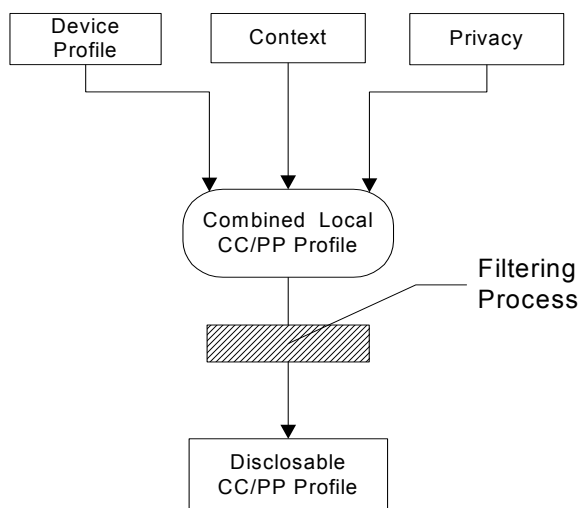 Device
Profile
Context
Privacy
Combined Local
CC/PP Profile
Filtering
Process
Disclosable
CC/PP Profile